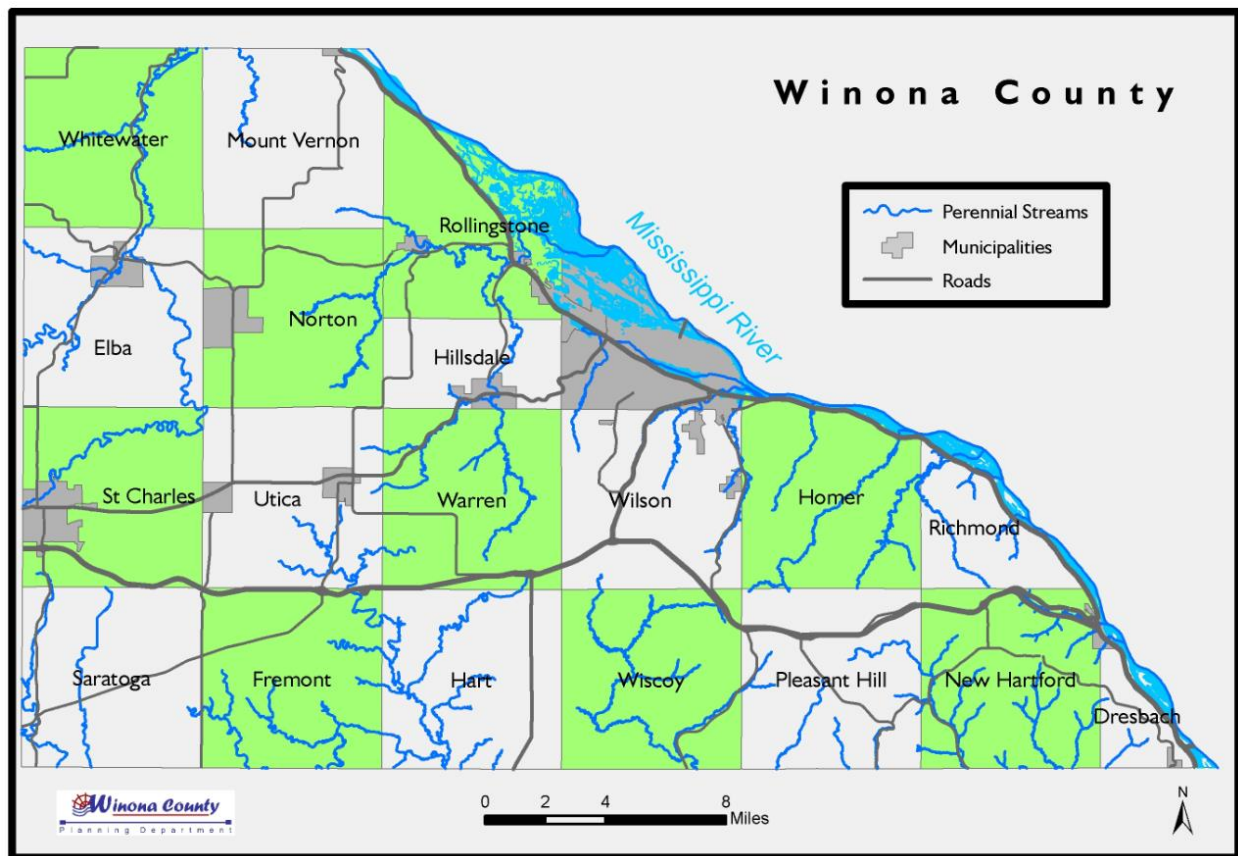 Winona County
Whitewater
Mount Vernon
Rollingstone
Mississippi River
Perennial Streams
Municipalities
Roads
Elba
Norton
Hillsdale
St Charles
Utica
Warren
Wilson
Homer
Richmond
Saratoga
Fremont
Hart
Wiscoy
Pleasant Hill
New Hartford
Dresbach
Winona County
Planning Department
0 2 4 8
Miles
N